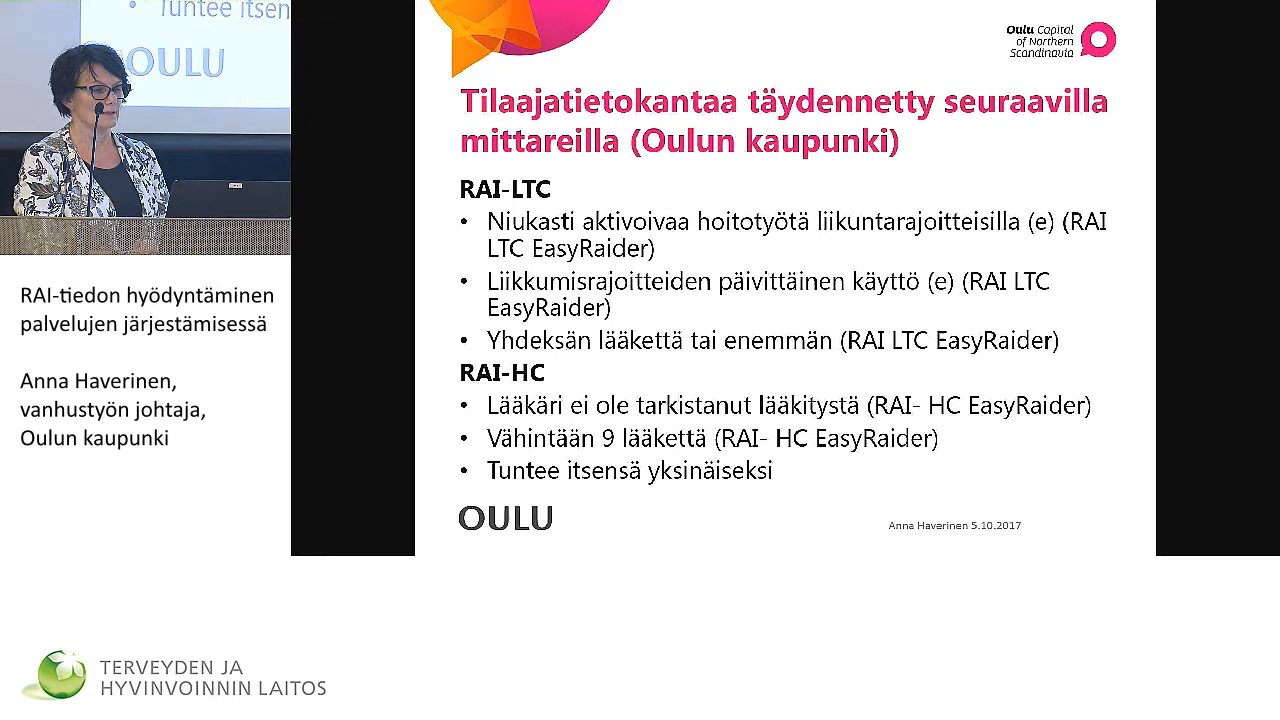 Tuntee itsen
OULU
RAI-tiedon hyödyntäminen
palvelujen järjestämisessä
Anna Haverinen,
vanhustyön johtaja,
Oulun kaupunki
Oulu Capital
of Northern
Scandinavia
Tilaajatietokantaa täydennetty seuraavilla
mittareilla (Oulun kaupunki)
RAI-LTC
• Niukasti aktivoivaa hoitotyötä liikuntarajoitteisilla (e) (RAI
LTC EasyRaider)
• Liikkumisrajoitteiden päivittäinen käyttö (e) (RAI LTC
EasyRaider)
• Yhdeksän lääkettä tai enemmän (RAI LTC EasyRaider)
RAI-HC
• Lääkäri ei ole tarkistanut lääkitystä (RAI- HC EasyRaider)
• Vähintään 9 lääkettä (RAI- HC EasyRaider)
• Tuntee itsensä yksinäiseksi
OULU
Anna Haverinen 5.10.2017
TERVEYDEN JA
HYVINVOINNIN LAITOS